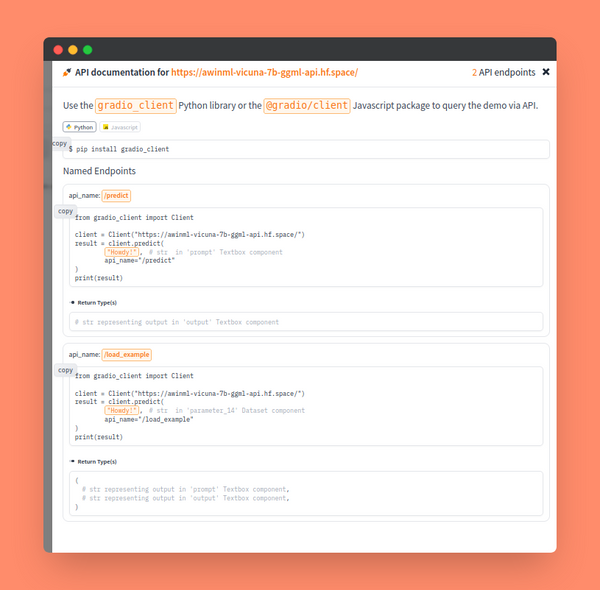 API documentation for https://awinml-vicuna-7b-ggml-api.hf.space/
2 API endpoints
Use the gradio_client Python library or the @gradio/client Javascript package to query the demo via API.
Python
Javascript
copy
$ pip install gradio_client
Named Endpoints
api_name: /predict
copy
from gradio_client import Client
client = Client("https://awinml-vicuna-7b-ggml-api.hf.space/")
result = client.predict(
"Howdy!", # str in 'prompt' Textbox component
api_name="/predict"
)
print(result)
Return Type(s)
# str representing output in 'output' Textbox component
api_name: /load_example
copy
from gradio_client import Client
client = Client("https://awinml-vicuna-7b-ggml-api.hf.space/")
result = client.predict(
"Howdy!", # str in 'parameter_14' Dataset component
api_name="/load_example"
)
print(result)
Return Type(s)
(
# str representing output in 'prompt' Textbox component,
# str representing output in 'output' Textbox component,
)